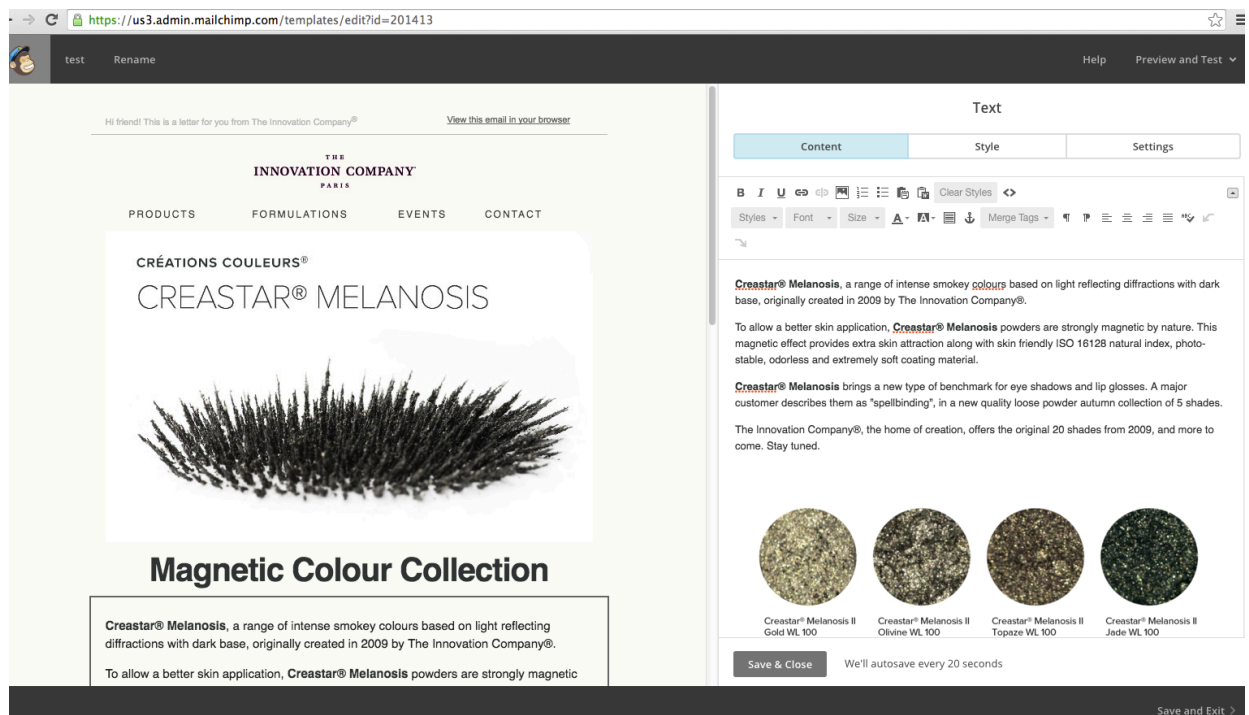 https://us3.admin.mailchimp.com/templates/edit?id=201413
test Rename Help Preview and Test
Hi friend! This is a letter for you from The Innovation Company® View this email in your browser
THE
INNOVATION COMPANY
PARIS
PRODUCTS FORMULATIONS EVENTS CONTACT
CRÉATIONS COULEURS®
CREASTAR® MELANOSIS
Magnetic Colour Collection
Creastar® Melanosis, a range of intense smokey colours based on light reflecting
diffractions with dark base, originally created in 2009 by The Innovation Company®.
To allow a better skin application, Creastar® Melanosis powders are strongly magnetic
Text
Content Style Settings
B I U Clear Styles <>
Styles Font Size A A Merge Tags
Creastar® Melanosis, a range of intense smokey colours based on light reflecting diffractions with dark
base, originally created in 2009 by The Innovation Company®.
To allow a better skin application, Creastar® Melanosis powders are strongly magnetic by nature. This
magnetic effect provides extra skin attraction along with skin friendly ISO 16128 natural index, photo-
stable, odorless and extremely soft coating material.
Creastar® Melanosis brings a new type of benchmark for eye shadows and lip glosses. A major
customer describes them as "spellbinding", in a new quality loose powder autumn collection of 5 shades.
The Innovation Company®, the home of creation, offers the original 20 shades from 2009, and more to
come. Stay tuned.
Creastar® Melanosis II Creastar® Melanosis II Creastar® Melanosis II Creastar® Melanosis II
Gold WL 100 Olivine WL 100 Topaze WL 100 Jade WL 100
Save & Close We'll autosave every 20 seconds
Save and Exit >